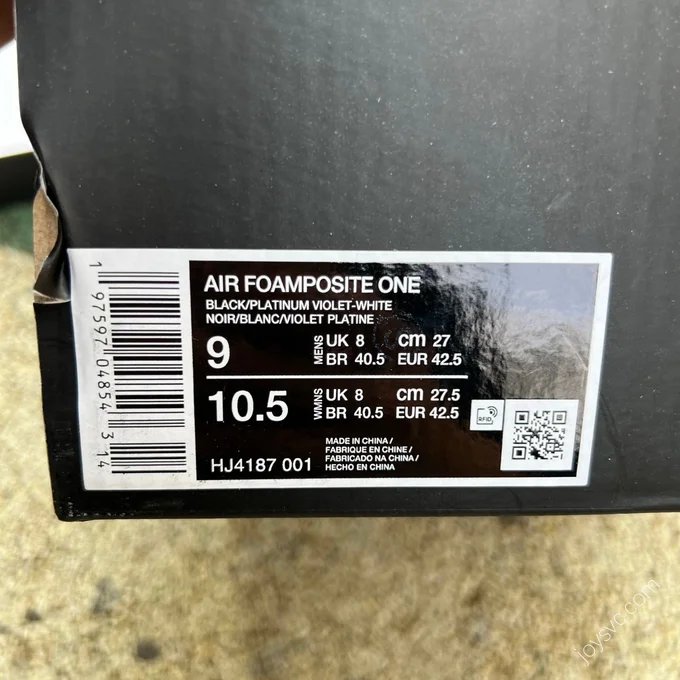 AIR FOAMPOSITE ONE
BLACK/PLATINUM VIOLET-WHITE
NOIR/BLANC/VIOLET PLATINE
9 MENS UK 8 cm 27
BR 40.5 EUR 42.5
10.5 WMNS UK 8 cm 27.5
BR 40.5 EUR 42.5
RFID
HJ4187 001
MADE IN CHINA /
FABRIQUE EN CHINE /
FABRICADO NA CHINA /
HECHO EN CHINA
1 97597 04854 3 14
joysvc.com